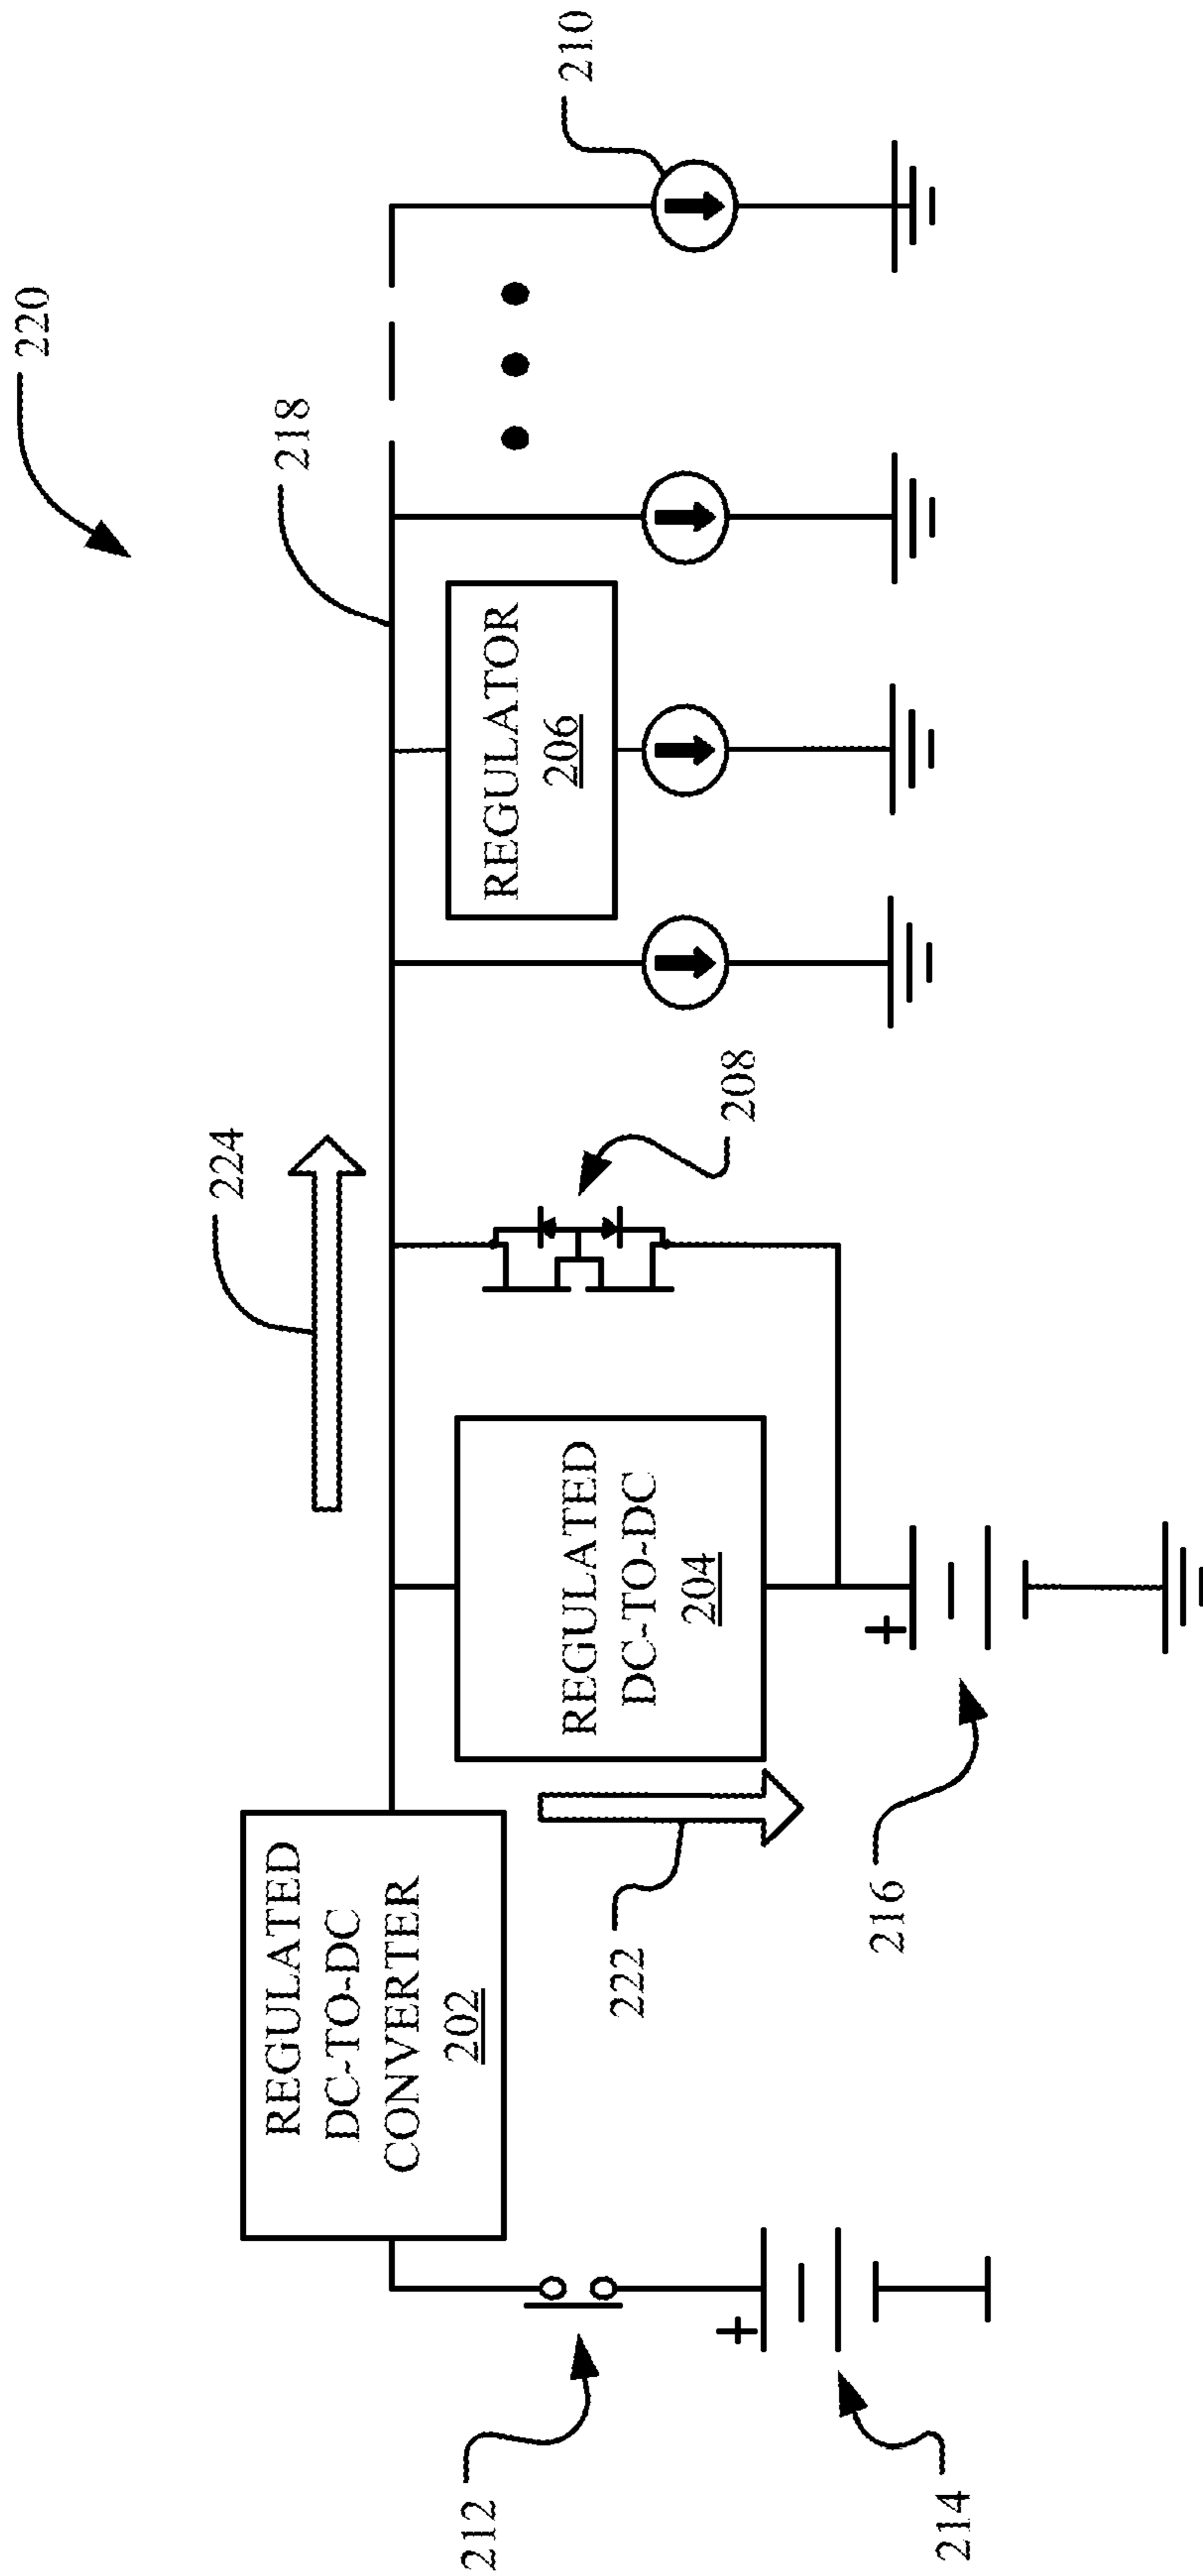 220
224
218
210
REGULATED
DC-TO-DC
CONVERTER
202
REGULATED
DC-TO-DC
204
REGULATOR
206
208
212
222
216
214
+
+